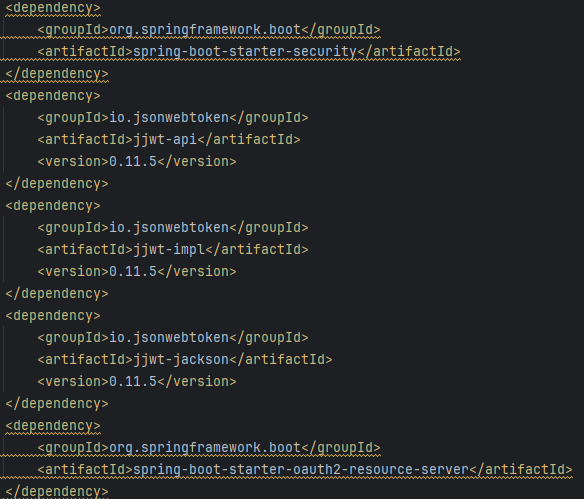 <dependency>
<groupId>org.springframework.boot</groupId>
<artifactId>spring-boot-starter-security</artifactId>
</dependency>
<dependency>
<groupId>io.jsonwebtoken</groupId>
<artifactId>jjwt-api</artifactId>
<version>0.11.5</version>
</dependency>
<dependency>
<groupId>io.jsonwebtoken</groupId>
<artifactId>jjwt-impl</artifactId>
<version>0.11.5</version>
</dependency>
<dependency>
<groupId>io.jsonwebtoken</groupId>
<artifactId>jjwt-jackson</artifactId>
<version>0.11.5</version>
</dependency>
<dependency>
<groupId>org.springframework.boot</groupId>
<artifactId>spring-boot-starter-oauth2-resource-server</artifactId>
</dependency>